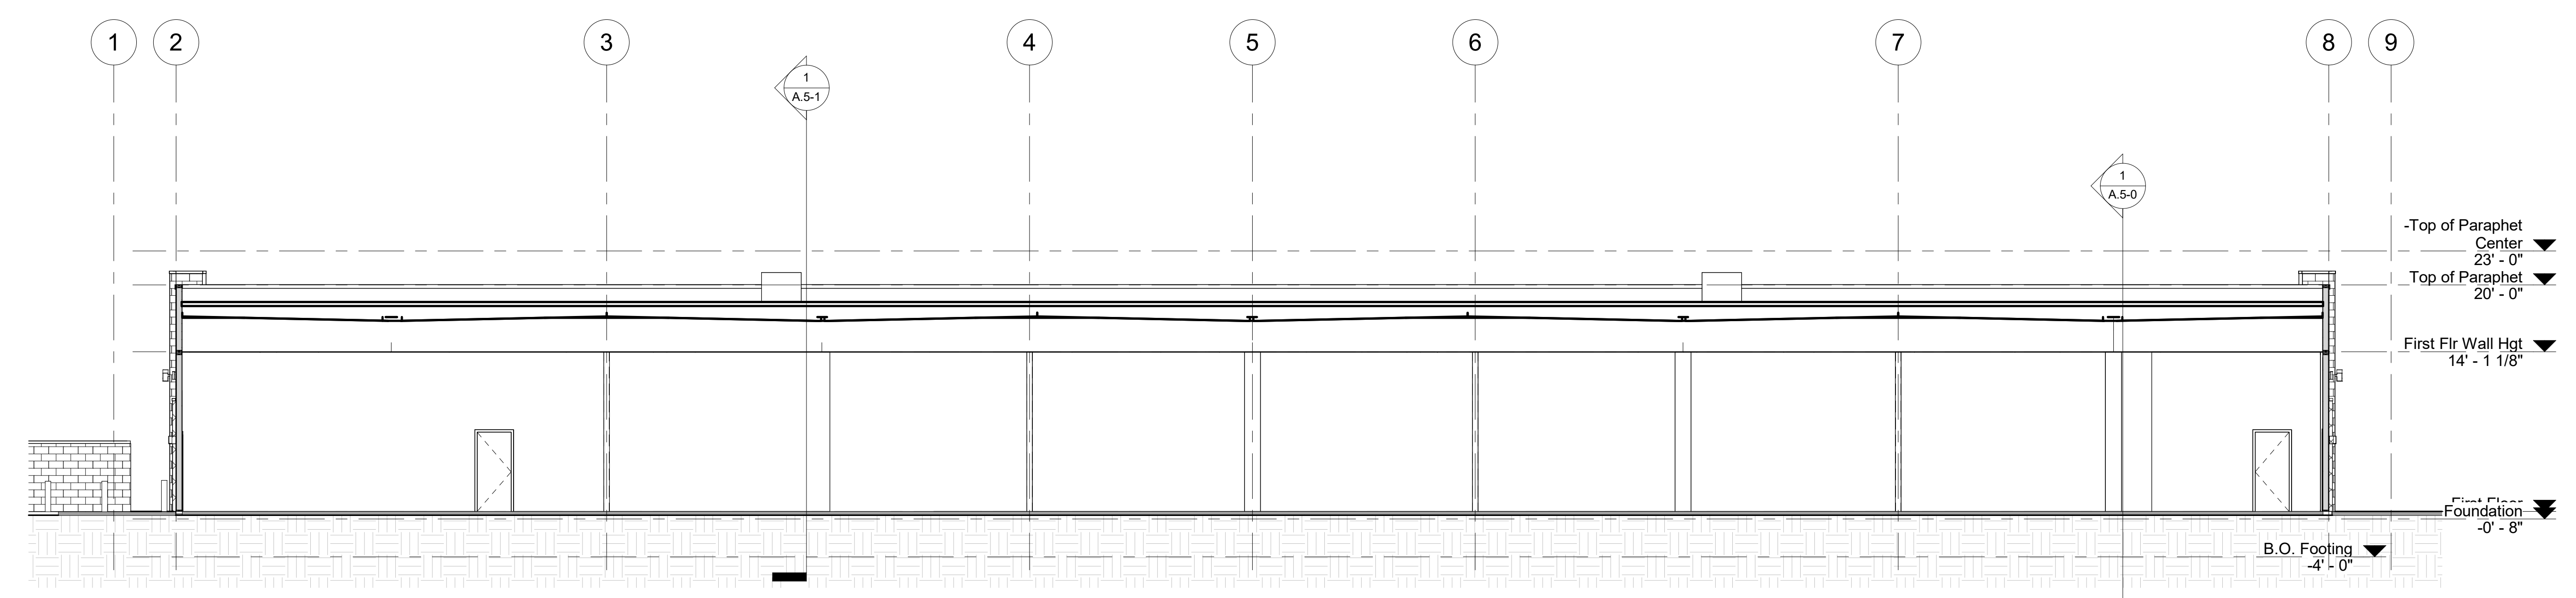 1 2 3 4 5 6 7 8 9
1
A.5-1
1
A.5-0
-Top of Paraphet
Center
23' - 0"
Top of Paraphet
20' - 0"
First Flr Wall Hgt
14' - 1 1/8"
First Floor
Foundation
-0' - 8"
B.O. Footing
-4' - 0"